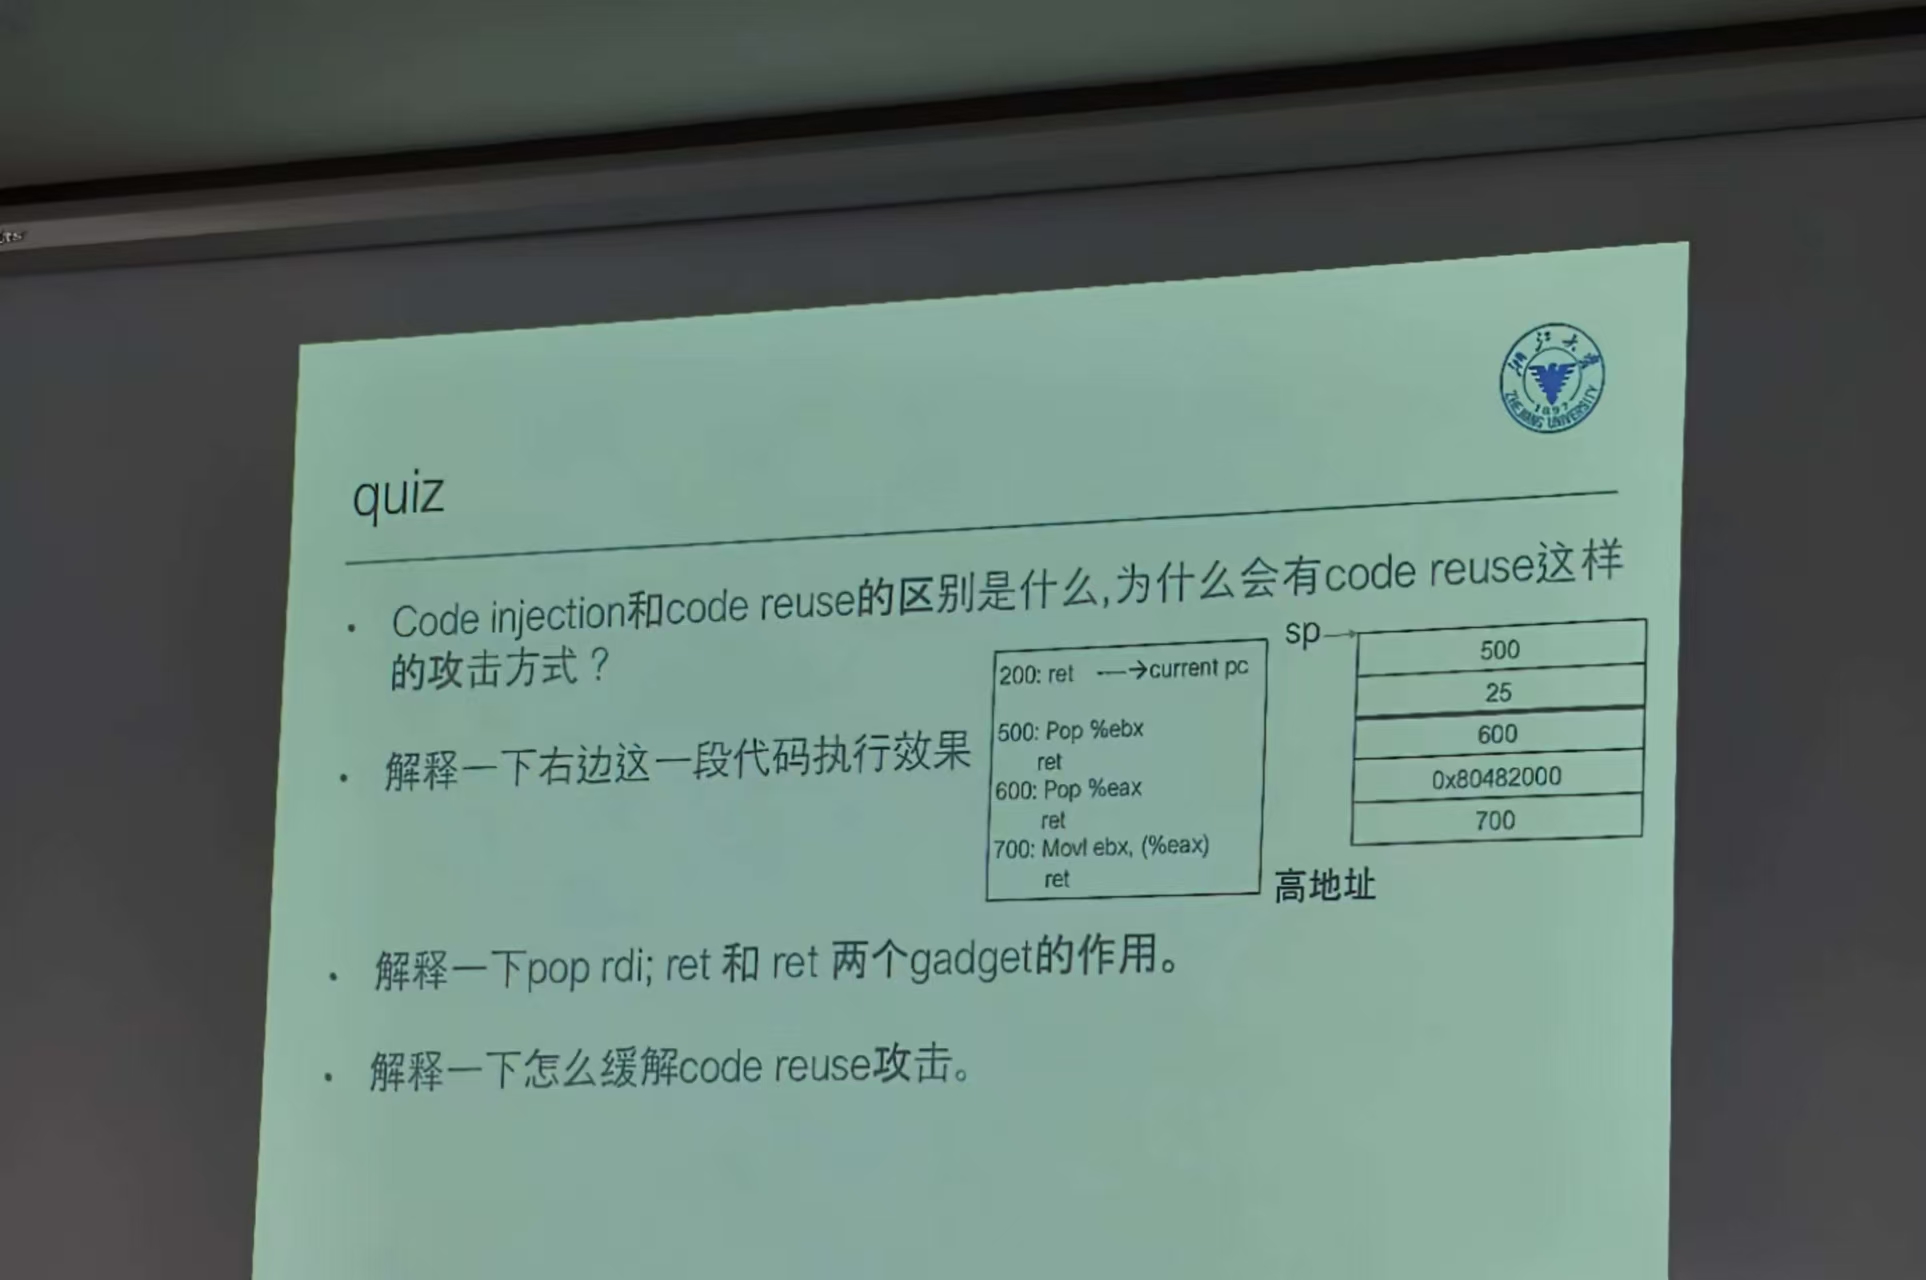 浙江大学
1897
ZHEJIANG UNIVERSITY
quiz
• Code injection和code reuse的区别是什么,为什么会有code reuse这样
的攻击方式？
• 解释一下右边这一段代码执行效果
200: ret → current pc
500: Pop %ebx
ret
600: Pop %eax
ret
700: Movl ebx, (%eax)
ret
sp→
500
25
600
0x80482000
700
高地址
• 解释一下pop rdi; ret 和 ret 两个gadget的作用。
• 解释一下怎么缓解code reuse攻击。